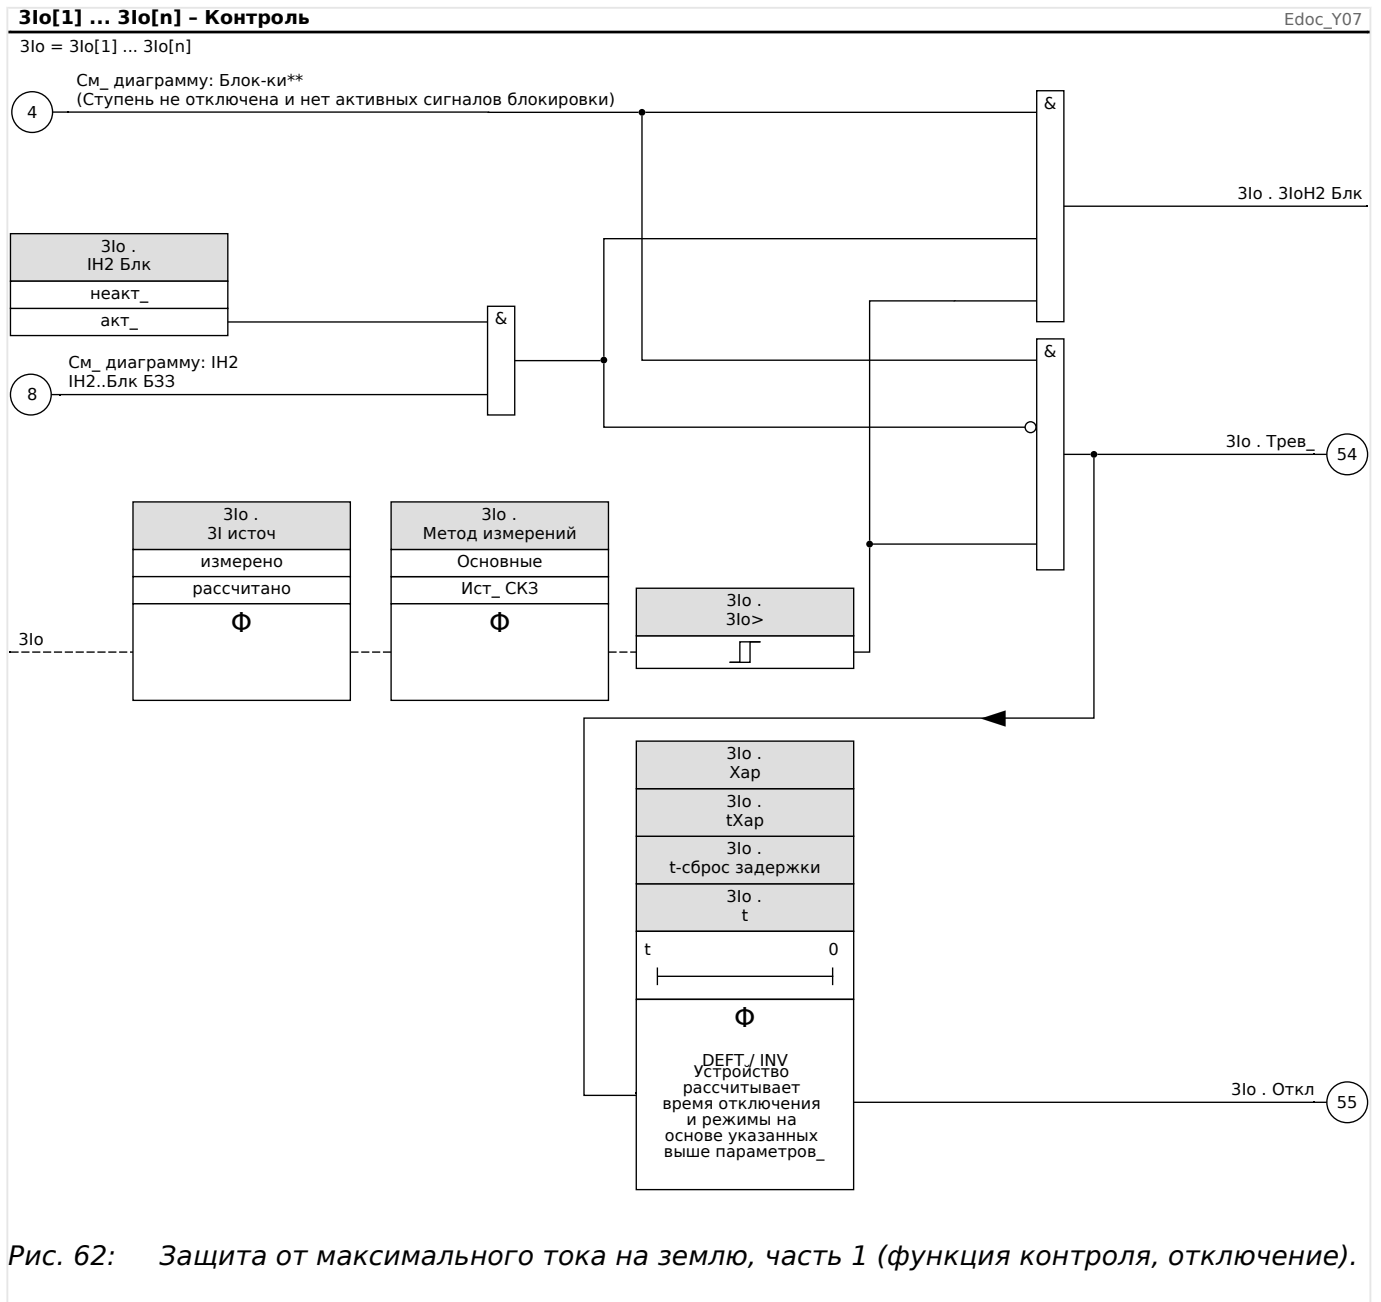 3Io[1] ... 3Io[n] – Контроль
Edoc_Y07
3Io = 3Io[1] ... 3Io[n]
См_ диаграмму: Блок-ки**
(Ступень не отключена и нет активных сигналов блокировки)
4
&
3Io . 3IoH2 Блк
3Io .
IH2 Блк
неакт_
акт_
&
См_ диаграмму: IH2
IH2..Блк БЗЗ
8
&
3Io . Трев_
54
3Io .
3I источ
измерено
рассчитано
Ф
3Io .
Метод измерений
Основные
Ист_ СКЗ
Ф
3Io .
3Io>
3Io
3Io .
Хар
3Io .
tХар
3Io .
t-сброс задержки
3Io .
t
t 0
Ф
DEFT / INV
Устройство
рассчитывает
время отключения
и режимы на
основе указанных
выше параметров_
3Io . Откл
55
Рис. 62: Защита от максимального тока на землю, часть 1 (функция контроля, отключение).